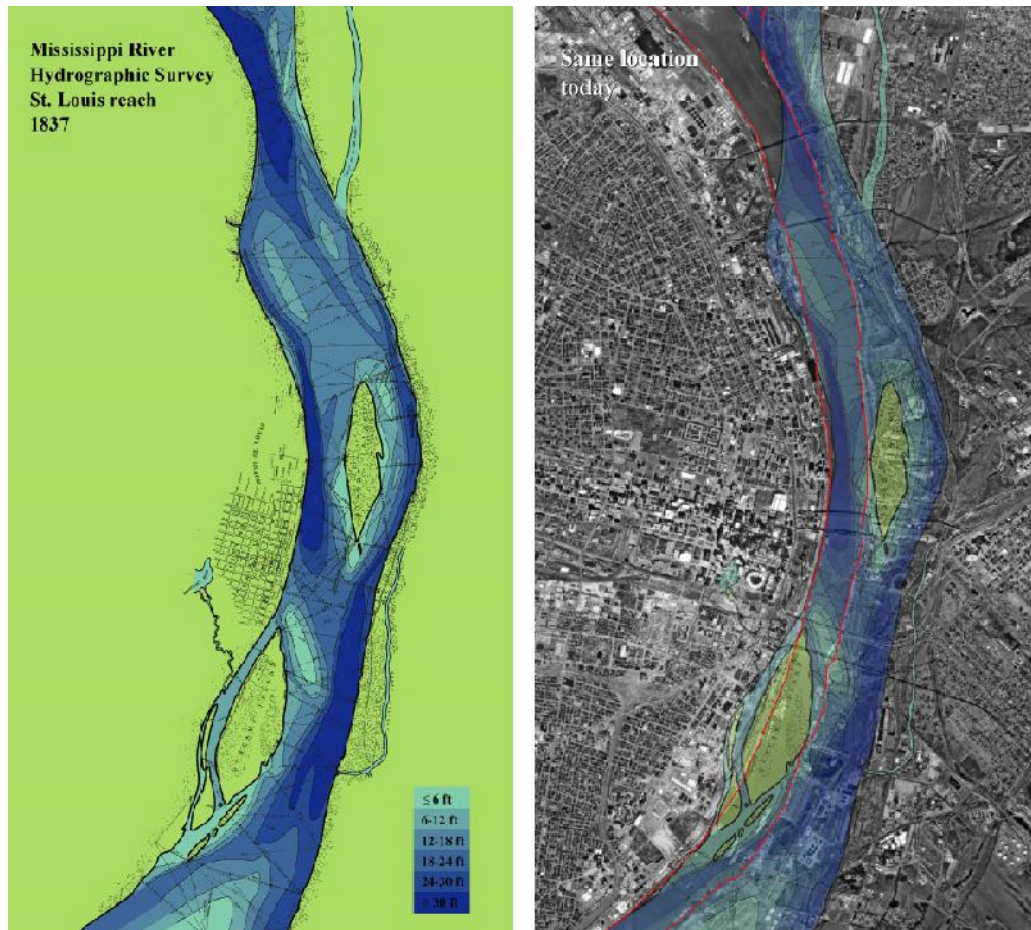 Mississippi River
Hydrographic Survey
St. Louis reach
1837
≤ 6 ft
6-12 ft
12-18 ft
18-24 ft
24-30 ft
≥ 30 ft
Same location
today